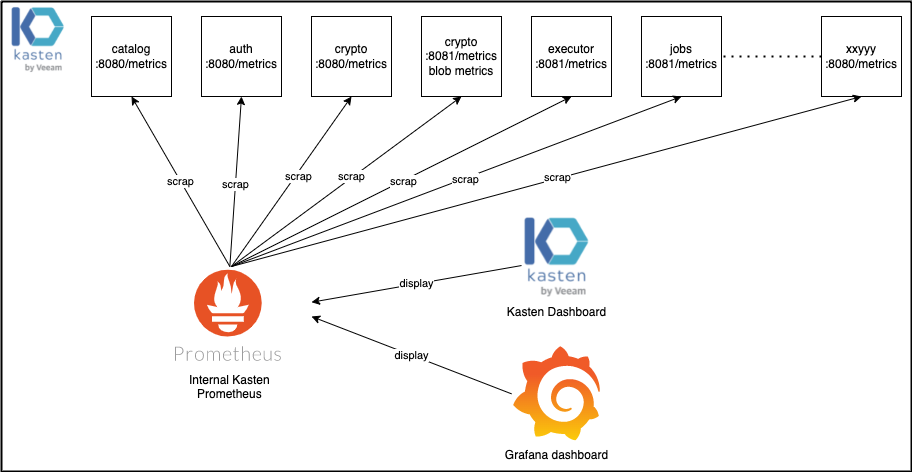 kasten
by Veeam
catalog
:8080/metrics
auth
:8080/metrics
crypto
:8080/metrics
crypto
:8081/metrics
blob metrics
executor
:8081/metrics
jobs
:8081/metrics
xxyyy
:8080/metrics
scrap
scrap
scrap
scrap
scrap
scrap
scrap
kasten
by Veeam
Kasten Dashboard
display
Prometheus
Internal Kasten
Prometheus
display
Grafana dashboard